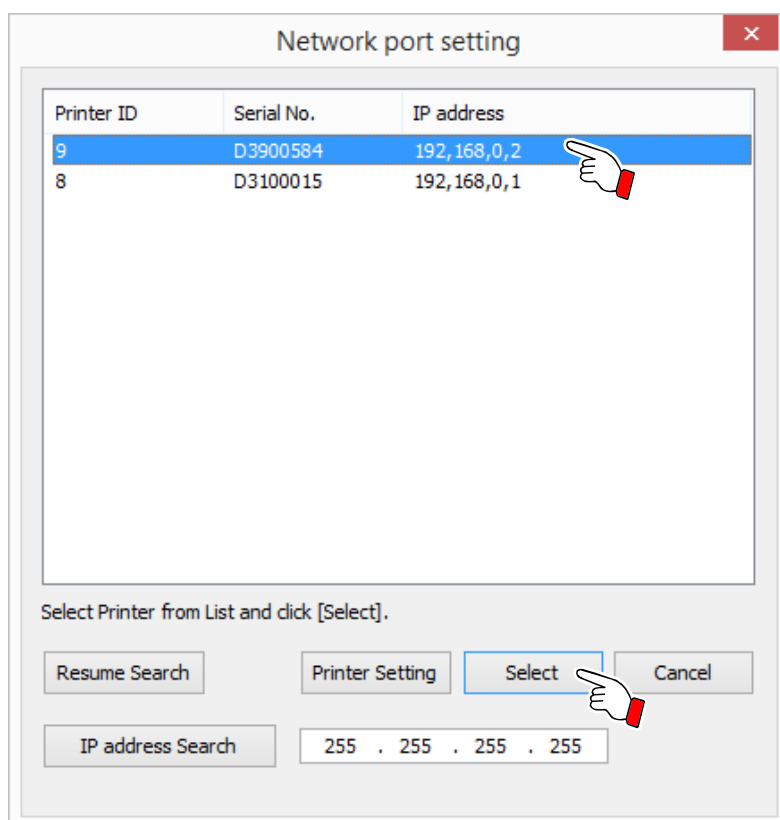 Network port setting
Printer ID Serial No. IP address
9 D3900584 192,168,0,2
8 D3100015 192,168,0,1
Select Printer from List and click [Select].
Resume Search Printer Setting Select Cancel
IP address Search 255 . 255 . 255 . 255